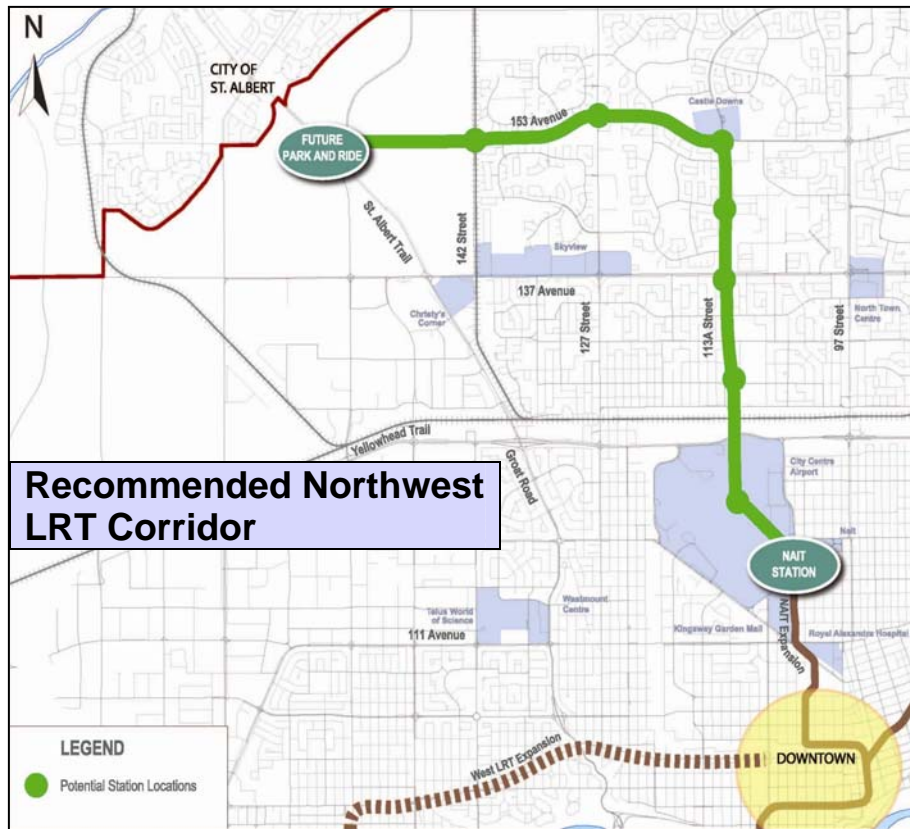 N
CITY OF
ST. ALBERT
FUTURE
PARK AND RIDE
153 Avenue
Castle Downs
St. Albert Trail
142 Street
Skyview
137 Avenue
127 Street
113A Street
97 Street
Christy's
Corner
North Town
Centre
Yellowhead Trail
Groat Road
City Centre
Airport
Recommended Northwest
LRT Corridor
Nait
NAIT
STATION
Telus World
of Science
Westmount
Centre
111 Avenue
Kingsway Garden Mall
NAIT Expansion
Royal Alexandra Hospital
LEGEND
Potential Station Locations
West LRT Expansion
DOWNTOWN